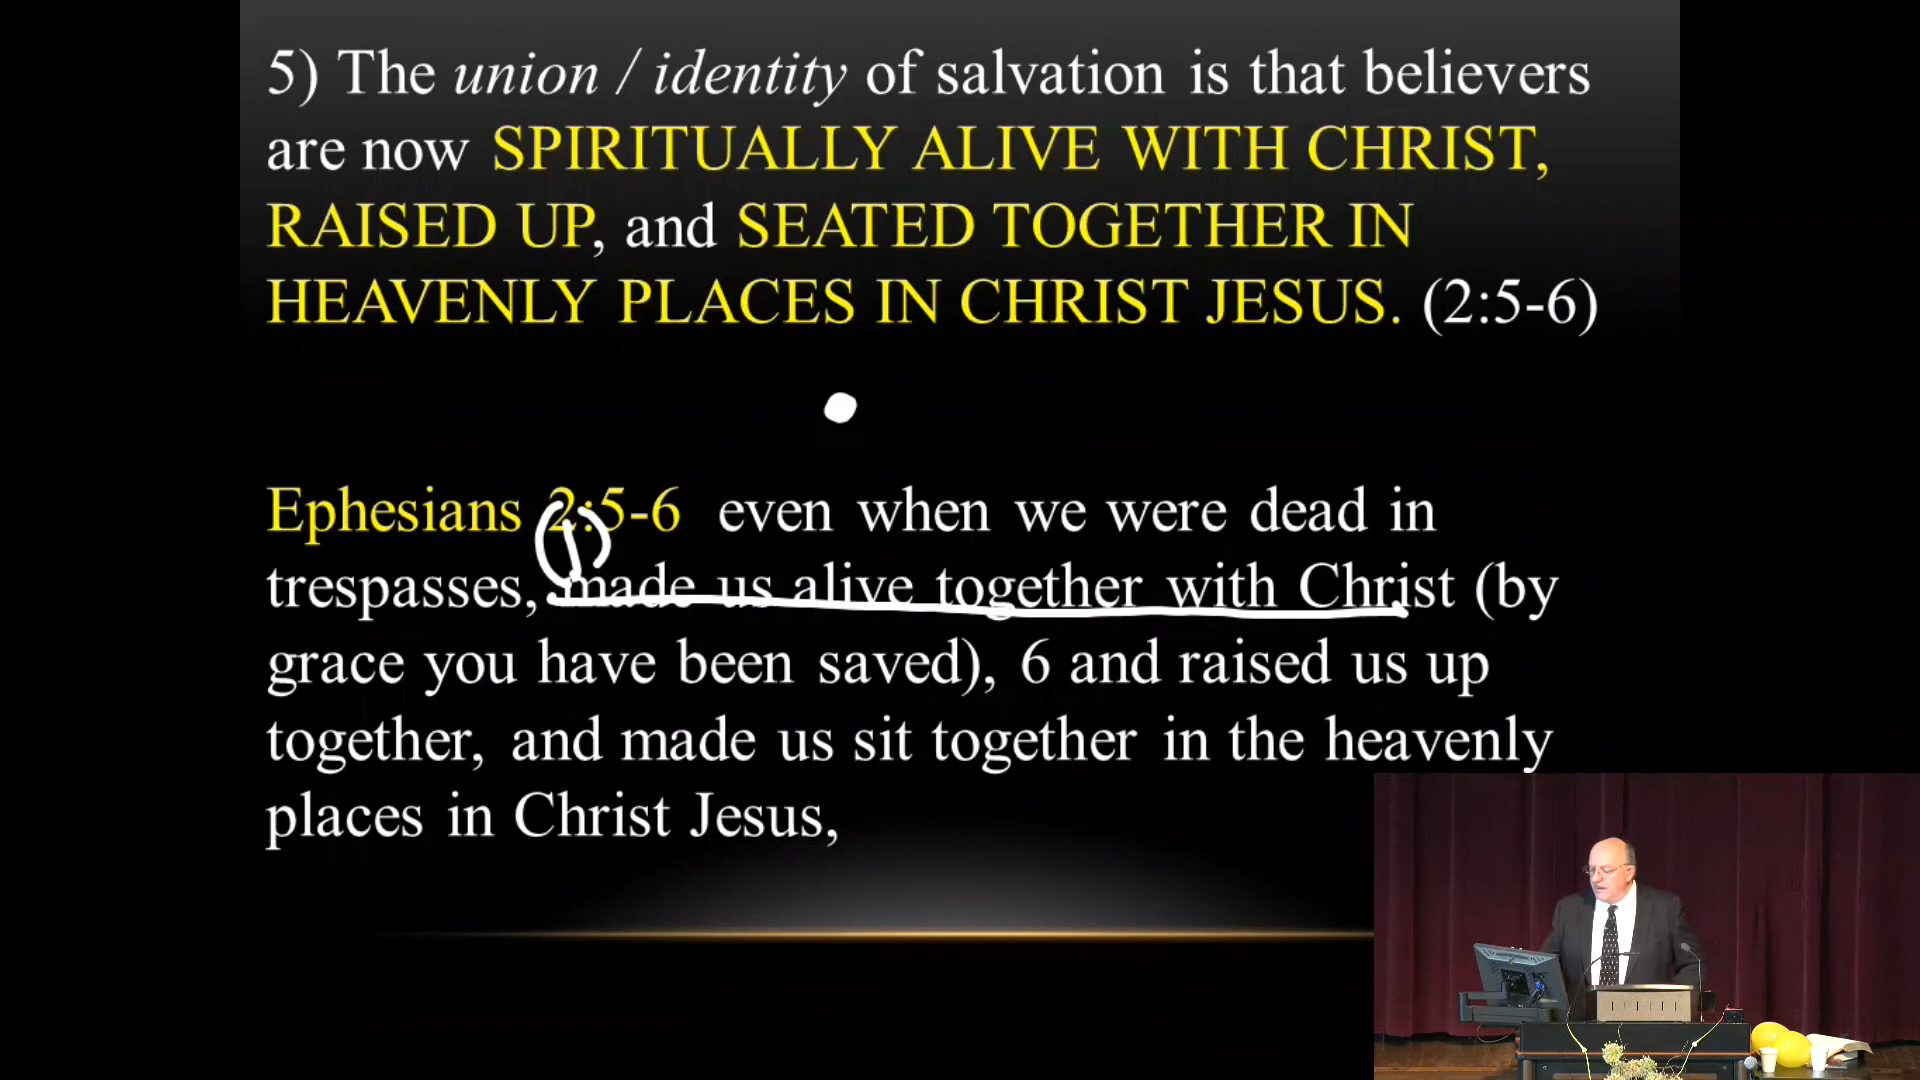 5) The union / identity of salvation is that believers
are now SPIRITUALLY ALIVE WITH CHRIST,
RAISED UP, and SEATED TOGETHER IN
HEAVENLY PLACES IN CHRIST JESUS. (2:5-6)
Ephesians 2:5-6 even when we were dead in
(1)
trespasses, made us alive together with Christ (by
grace you have been saved), 6 and raised us up
together, and made us sit together in the heavenly
places in Christ Jesus,